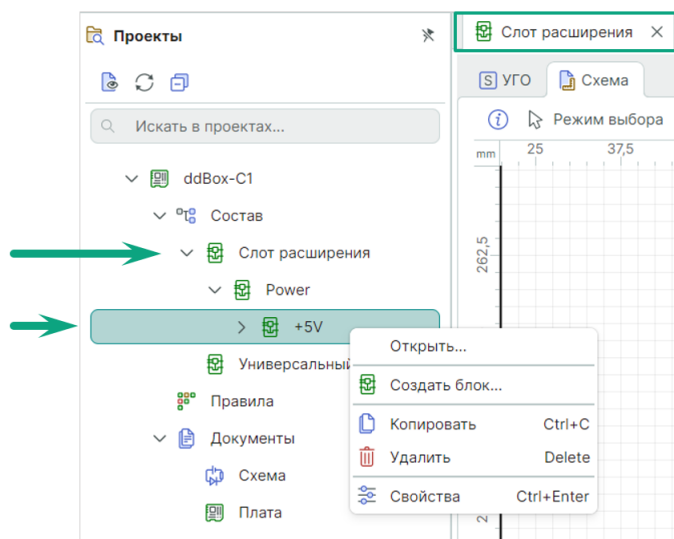 Проекты
Слот расширения
УГО
Схема
Искать в проектах...
Режим выбора
mm 25 37,5
ddBox-C1
Состав
Слот расширения
262,5
Power
+5V
Открыть...
Универсальный
Создать блок...
Правила
Копировать Ctrl+C
Документы
Удалить Delete
Схема
Свойства Ctrl+Enter
Плата